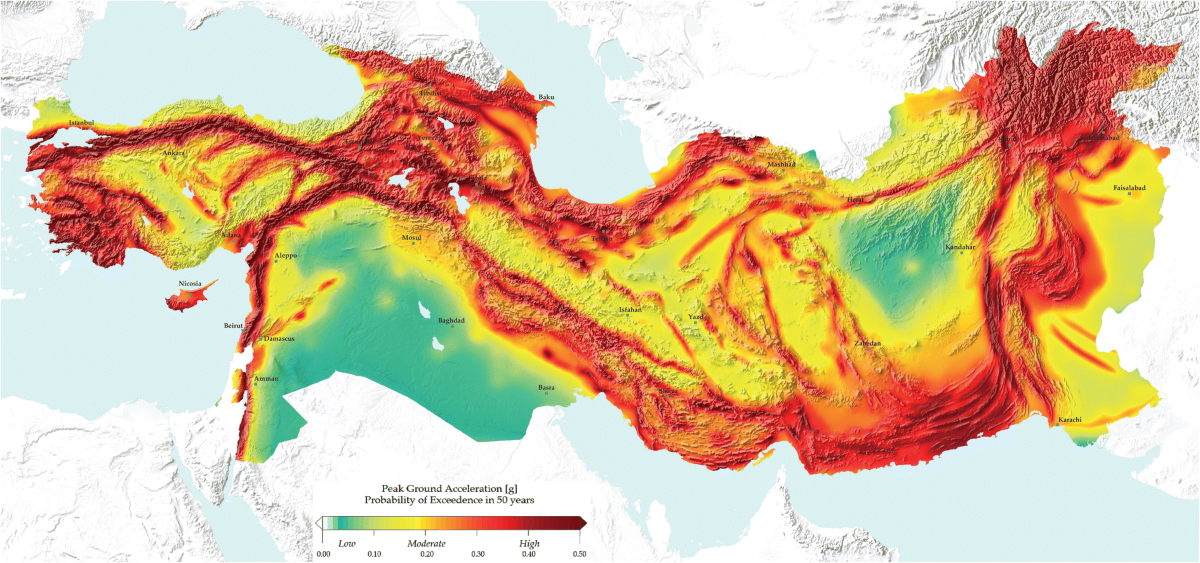 Baku
Istanbul
Ankara
Mashhad
Faisalabad
Herat
Adana
Mosul
Tehran
Kandahar
Aleppo
Nicosia
Isfahan
Yazd
Baghdad
Beirut
Damascus
Zahedan
Amman
Basra
Karachi
Peak Ground Acceleration [g]
Probability of Exceedence in 50 years
Low Moderate High
0.00 0.10 0.20 0.30 0.40 0.50